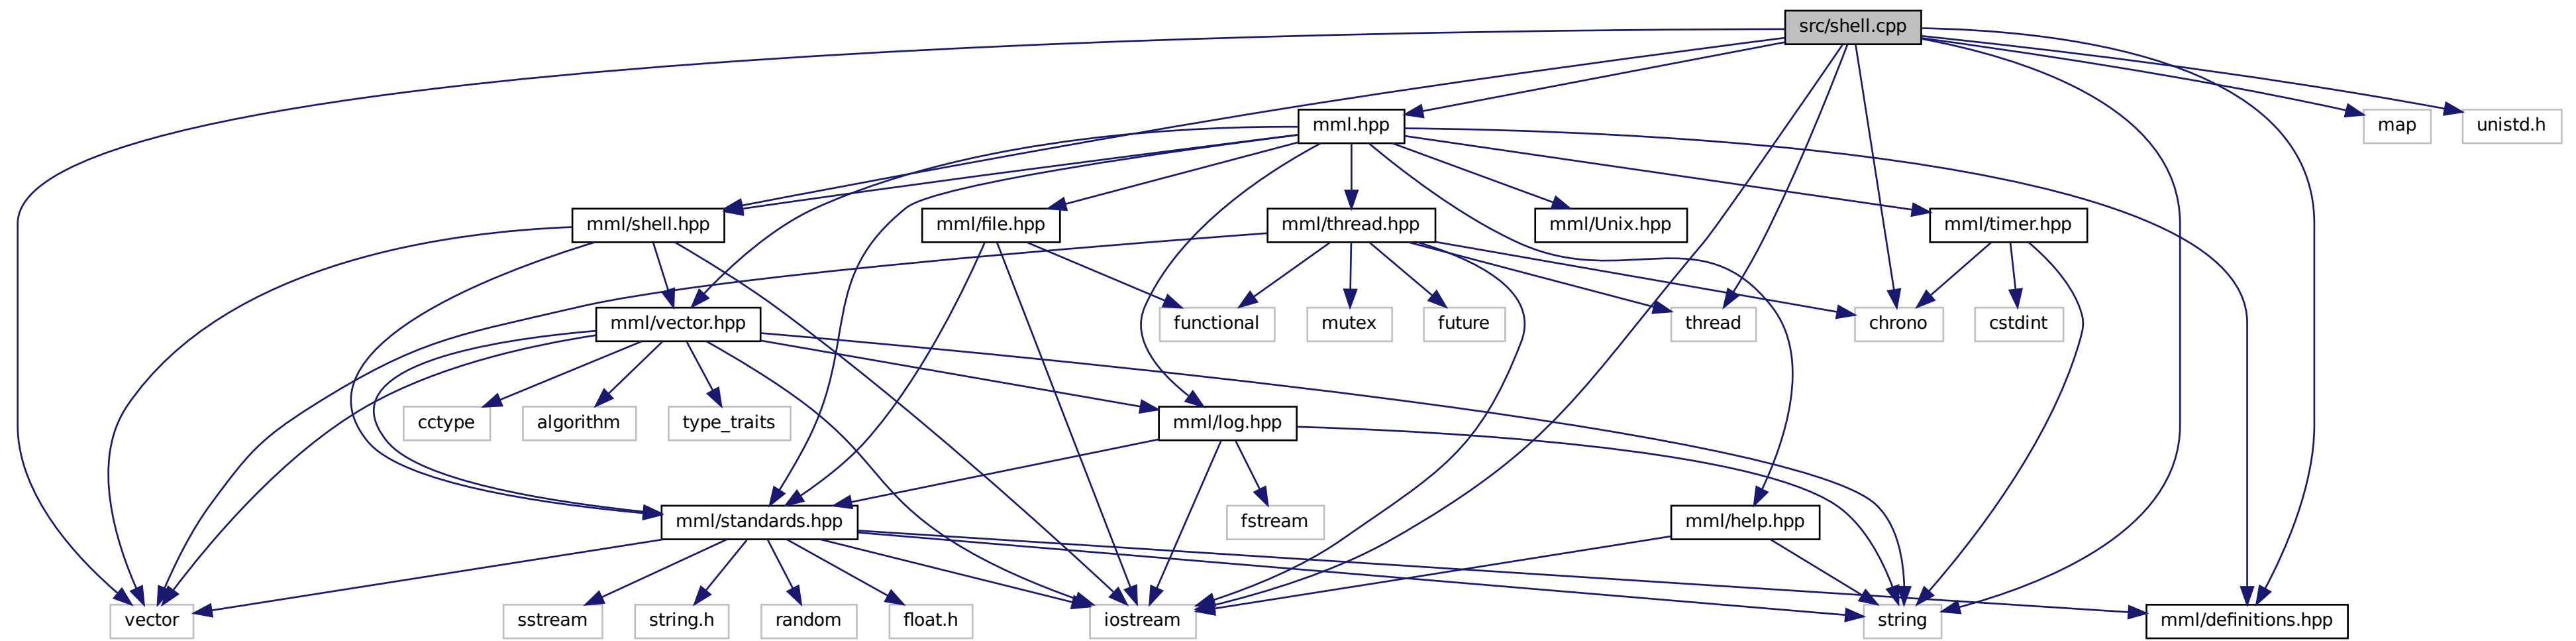 src/shell.cpp
mml.hpp
map
unistd.h
mml/shell.hpp
mml/file.hpp
mml/thread.hpp
mml/Unix.hpp
mml/timer.hpp
mml/vector.hpp
functional
mutex
future
thread
chrono
cstdint
cctype
algorithm
type_traits
mml/log.hpp
mml/standards.hpp
fstream
mml/help.hpp
vector
sstream
string.h
random
float.h
iostream
string
mml/definitions.hpp